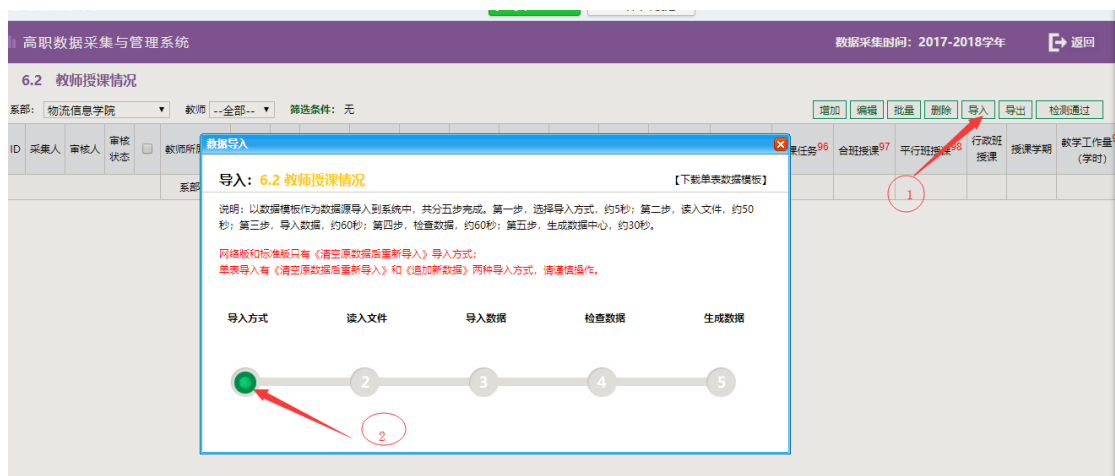 高职数据采集与管理系统
数据采集时间：2017-2018学年
返回
6.2 教师授课情况
系部： 物流信息学院 教师 --全部-- 筛选条件： 无
增加 编辑 批量 删除 导入 导出 检测通过
ID 采集人 审核人 审核状态 教师所属
课任务96 合班授课97 平行班授课98 行政班授课 授课学期 教学工作量（学时）
系部
数据导入
导入：6.2 教师授课情况
【下载单表数据模板】
说明：以数据模板作为数据源导入到系统中，共分五步完成。第一步，选择导入方式，约5秒；第二步，读入文件，约50
秒；第三步，导入数据，约60秒；第四步，检查数据，约60秒；第五步，生成数据中心，约30秒。
网络版和标准版只有《清空原数据后重新导入》导入方式；
单表导入有《清空原数据后重新导入》和《追加新数据》两种导入方式，请谨慎操作。
导入方式 读入文件 导入数据 检查数据 生成数据
2 3 4 5
1
2